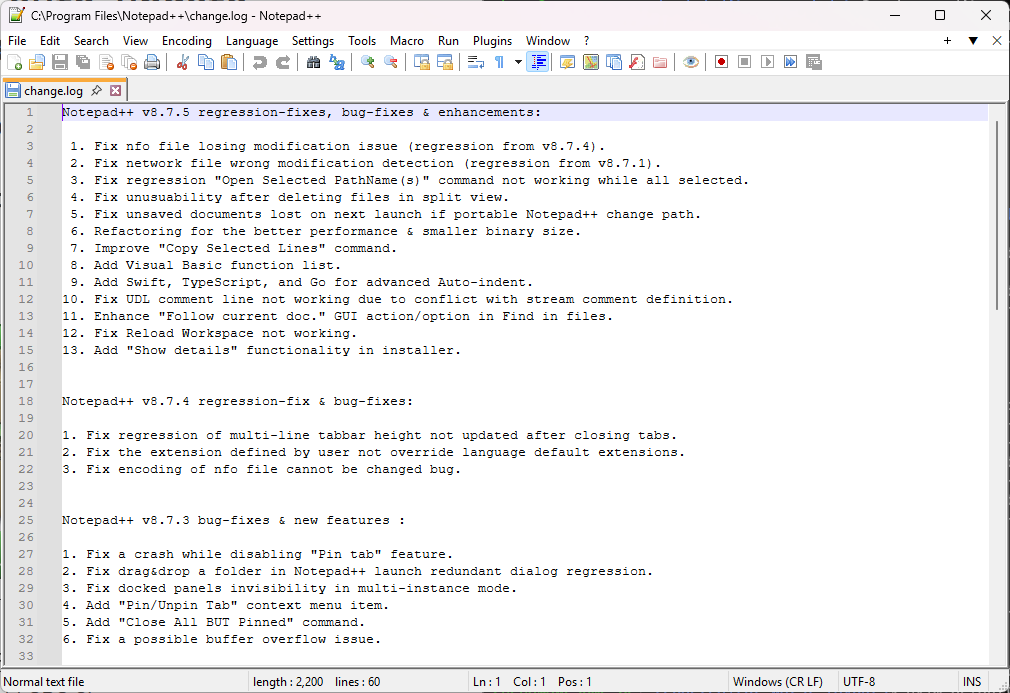 C:\Program Files\Notepad++\change.log - Notepad++
File Edit Search View Encoding Language Settings Tools Macro Run Plugins Window ?
change.log
1 Notepad++ v8.7.5 regression-fixes, bug-fixes & enhancements:
2
3 1. Fix nfo file losing modification issue (regression from v8.7.4).
4 2. Fix network file wrong modification detection (regression from v8.7.1).
5 3. Fix regression "Open Selected PathName(s)" command not working while all selected.
6 4. Fix unusuability after deleting files in split view.
7 5. Fix unsaved documents lost on next launch if portable Notepad++ change path.
8 6. Refactoring for the better performance & smaller binary size.
9 7. Improve "Copy Selected Lines" command.
10 8. Add Visual Basic function list.
11 9. Add Swift, TypeScript, and Go for advanced Auto-indent.
12 10. Fix UDL comment line not working due to conflict with stream comment definition.
13 11. Enhance "Follow current doc." GUI action/option in Find in files.
14 12. Fix Reload Workspace not working.
15 13. Add "Show details" functionality in installer.
16
17
18 Notepad++ v8.7.4 regression-fix & bug-fixes:
19
20 1. Fix regression of multi-line tabbar height not updated after closing tabs.
21 2. Fix the extension defined by user not override language default extensions.
22 3. Fix encoding of nfo file cannot be changed bug.
23
24
25 Notepad++ v8.7.3 bug-fixes & new features :
26
27 1. Fix a crash while disabling "Pin tab" feature.
28 2. Fix drag&drop a folder in Notepad++ launch redundant dialog regression.
29 3. Fix docked panels invisibility in multi-instance mode.
30 4. Add "Pin/Unpin Tab" context menu item.
31 5. Add "Close All BUT Pinned" command.
32 6. Fix a possible buffer overflow issue.
33
Normal text file length : 2,200 lines : 60 Ln : 1 Col : 1 Pos : 1 Windows (CR LF) UTF-8 INS